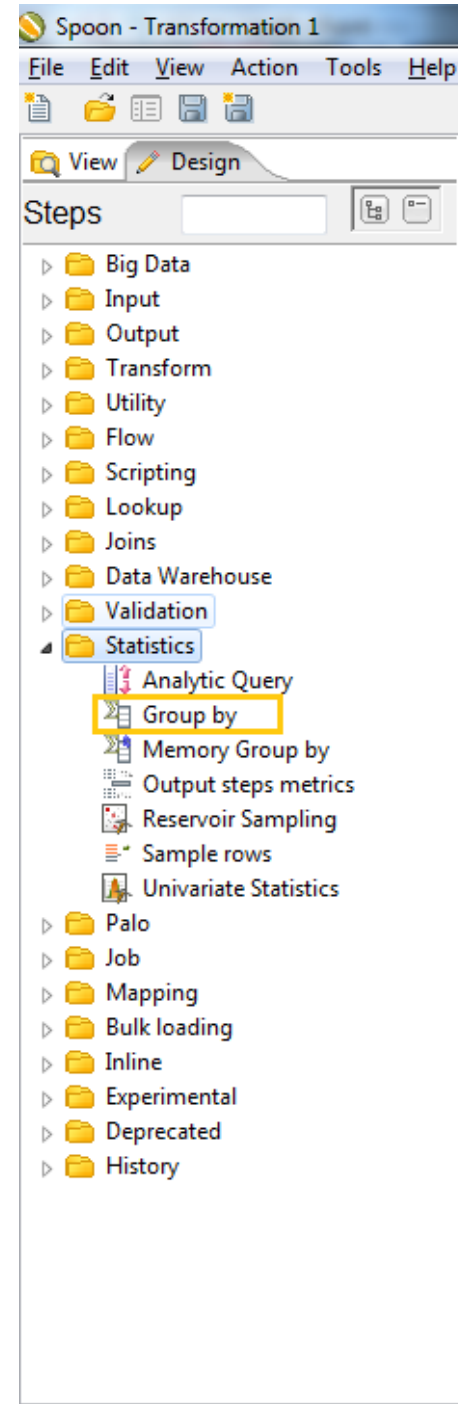 Spoon - Transformation 1
File Edit View Action Tools Help
View Design
Steps
Big Data
Input
Output
Transform
Utility
Flow
Scripting
Lookup
Joins
Data Warehouse
Validation
Statistics
Analytic Query
Group by
Memory Group by
Output steps metrics
Reservoir Sampling
Sample rows
Univariate Statistics
Palo
Job
Mapping
Bulk loading
Inline
Experimental
Deprecated
History